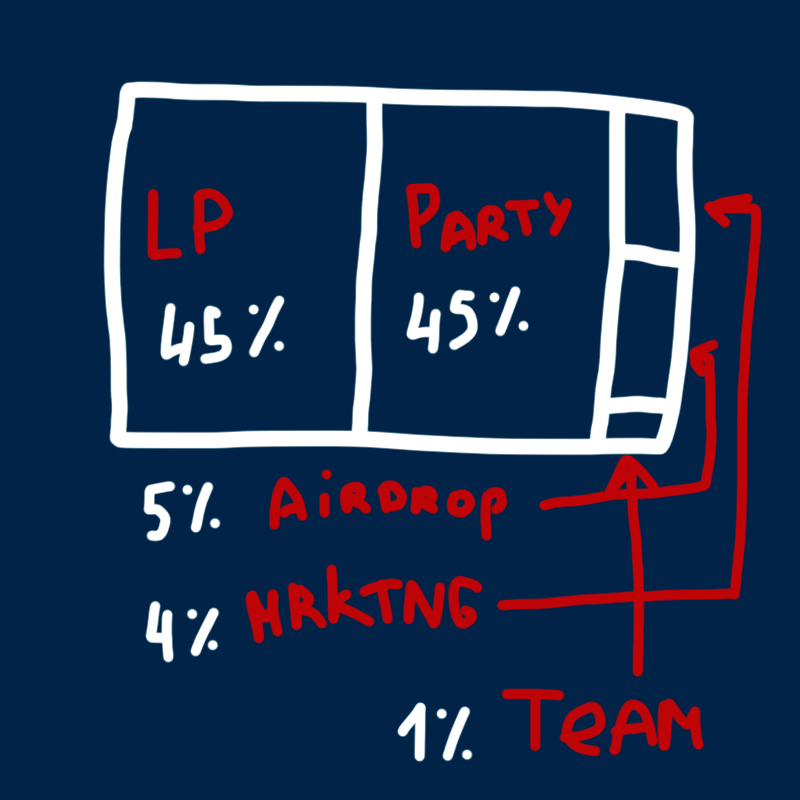 LP
45%
PARTY
45%
5% AiRDROP
4% MRKTNG
1% TeAM